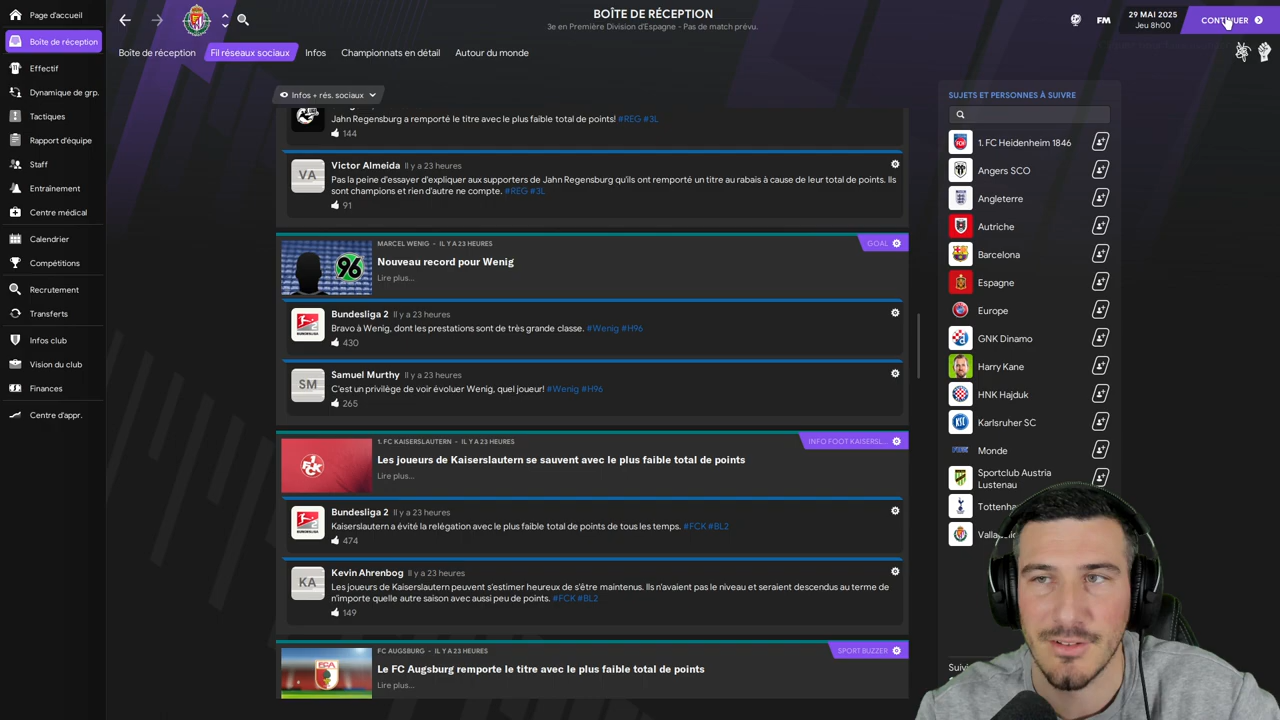 Page d'accueil
Boîte de réception
Effectif
Dynamique de grp.
Tactiques
Rapport d'équipe
Staff
Entrainement
Centre médical
Calendrier
Compétitions
Recrutement
Transferts
Infos club
Vision du club
Finances
Centre d'appr.
BOÎTE DE RÉCEPTION
3e en Première Division d'Espagne - Pas de match prévu.
FM
29 MAI 2025
Jeu 8h00
CONTINUER
Boîte de réception
Fil réseaux sociaux
Infos
Championnats en détail
Autour du monde
Infos + rés. sociaux
Jahn Regensburg a remporté le titre avec le plus faible total de points! #REG #3L
144
VA
Victor Almeida Il y a 23 heures
Pas la peine d'essayer d'expliquer aux supporters de Jahn Regensburg qu'ils ont remporté un titre au rabais à cause de leur total de points. Ils
sont champions et rien d'autre ne compte. #REG #3L
91
MARCEL WENIG - IL Y A 23 HEURES
GOAL
96
Nouveau record pour Wenig
Lire plus...
Bundesliga 2 Il y a 23 heures
Bravo à Wenig, dont les prestations sont de très grande classe. #Wenig #H96
430
SM
Samuel Murthy Il y a 23 heures
C'est un privilège de voir évoluer Wenig, quel joueur! #Wenig #H96
265
1. FC KAISERSLAUTERN - IL Y A 23 HEURES
INFO FOOT KAISERSL...
Les joueurs de Kaiserslautern se sauvent avec le plus faible total de points
Lire plus...
Bundesliga 2 Il y a 23 heures
Kaiserslautern a évité la relégation avec le plus faible total de points de tous les temps. #FCK #BL2
474
KA
Kevin Ahrenbog Il y a 23 heures
Les joueurs de Kaiserslautern peuvent s'estimer heureux de s'être maintenus. Ils n'avaient pas le niveau et seraient descendus au terme de
n'importe quelle autre saison avec aussi peu de points. #FCK #BL2
149
FC AUGSBURG - IL Y A 23 HEURES
SPORT BUZZER
Le FC Augsburg remporte le titre avec le plus faible total de points
Lire plus...
SUJETS ET PERSONNES À SUIVRE
1. FC Heidenheim 1846
Angers SCO
Angleterre
Autriche
Barcelona
Espagne
Europe
GNK Dinamo
Harry Kane
HNK Hajduk
Karlsruher SC
Monde
Sportclub Austria
Lustenau